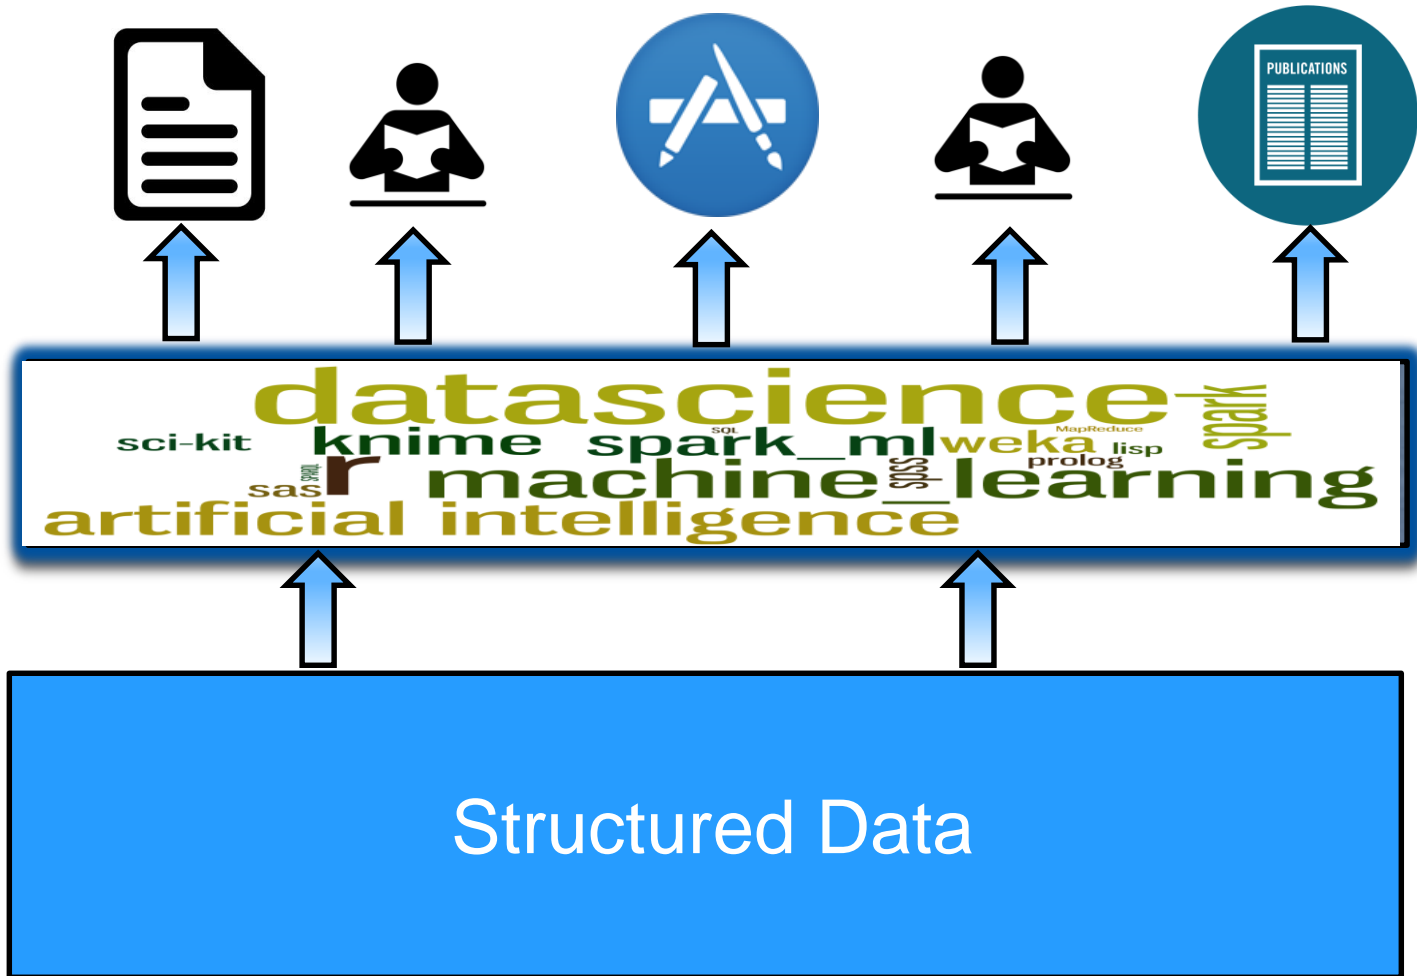 PUBLICATIONS
datascience
spark
sci-kit
knime
SQL
spark_ml
MapReduce
weka
lisp
sas
r
machine_learning
spss
prolog
artificial intelligence
Structured Data